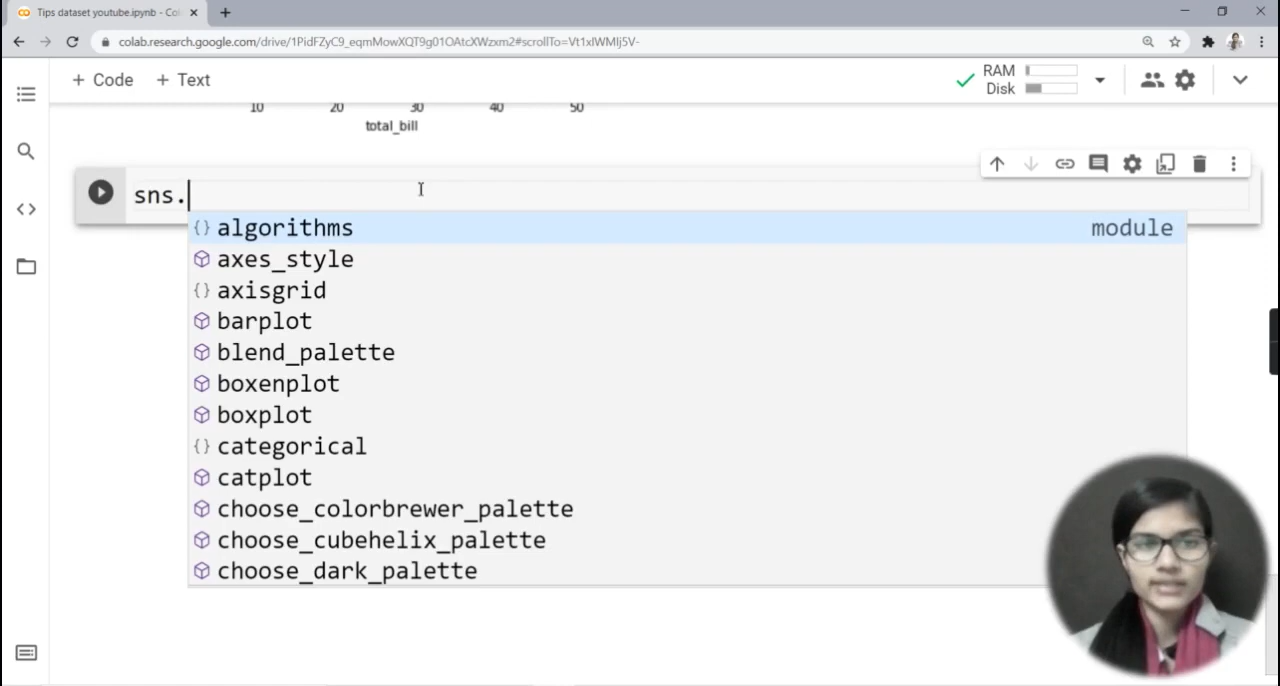 Tips dataset youtube.ipynb - Col
colab.research.google.com/drive/1PidFZyC9_eqmMowXQT9g01OAtcXWzxm2#scrollTo=Vt1xlWMIj5V-
+ Code + Text
RAM
Disk
10 20 30 40 50
total_bill
sns.
algorithms module
axes_style
axisgrid
barplot
blend_palette
boxenplot
boxplot
categorical
catplot
choose_colorbrewer_palette
choose_cubehelix_palette
choose_dark_palette